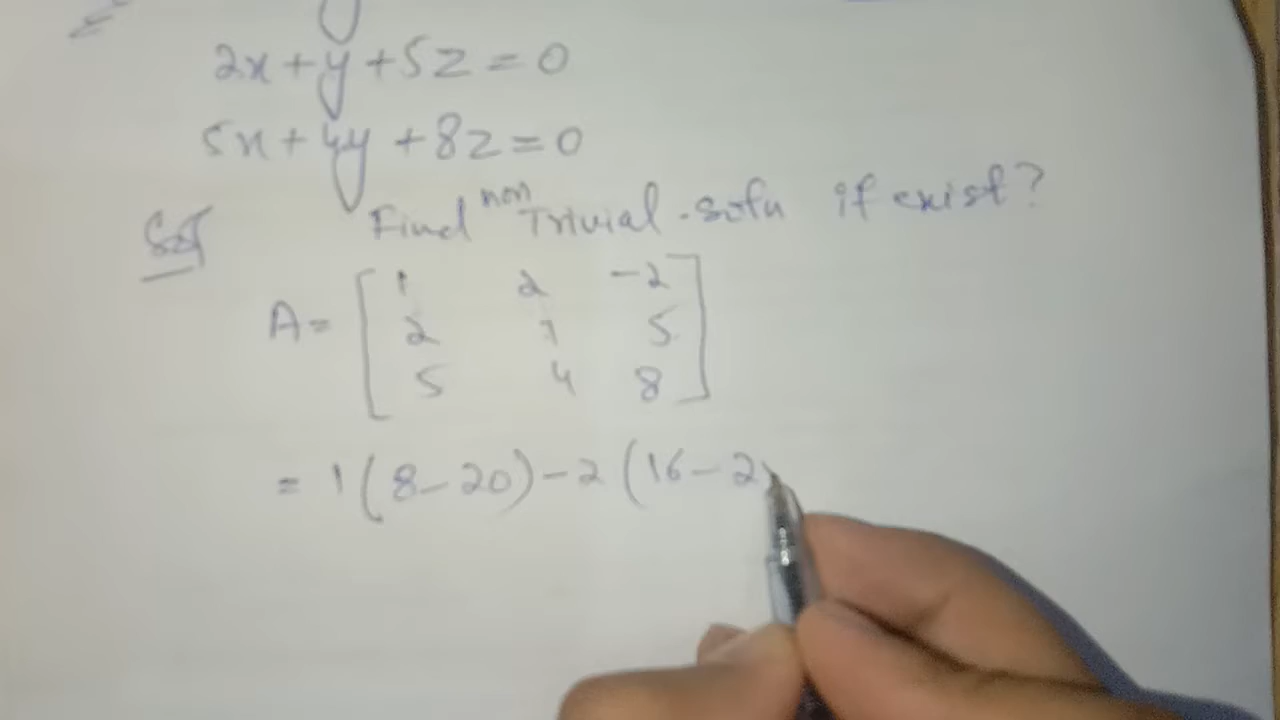 2x+y+5z=0
5x+4y+8z=0
Sol Find non Trivial soln if exist?
A= [ 1 2 -2
2 1 5
5 4 8 ]
= 1(8-20)-2(16-2